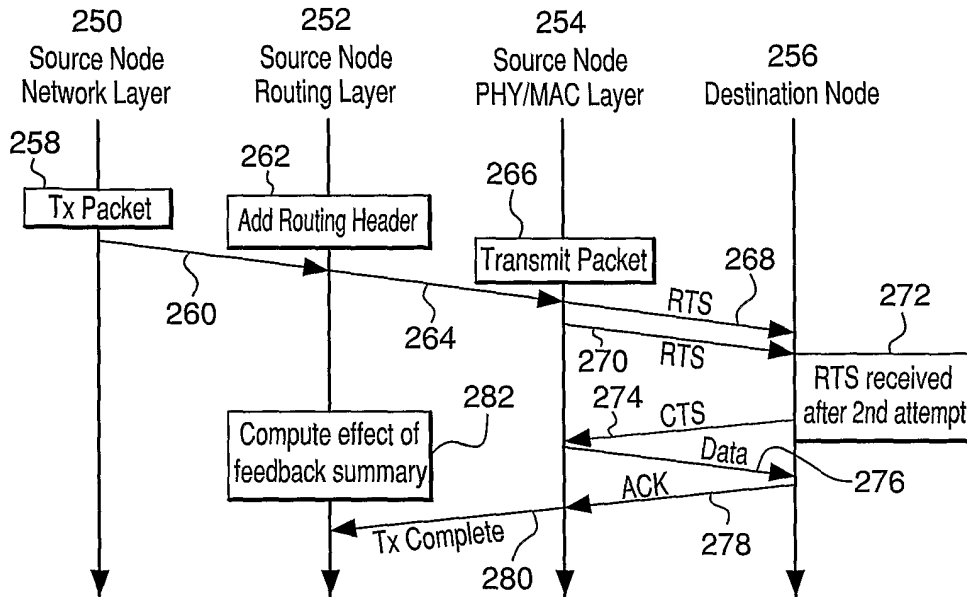 250
Source Node
Network Layer
252
Source Node
Routing Layer
254
Source Node
PHY/MAC Layer
256
Destination Node
258
Tx Packet
262
Add Routing Header
266
Transmit Packet
260
264
RTS
268
270
RTS
272
RTS received
after 2nd attempt
274
CTS
Data
276
282
Compute effect of
feedback summary
ACK
278
Tx Complete
280